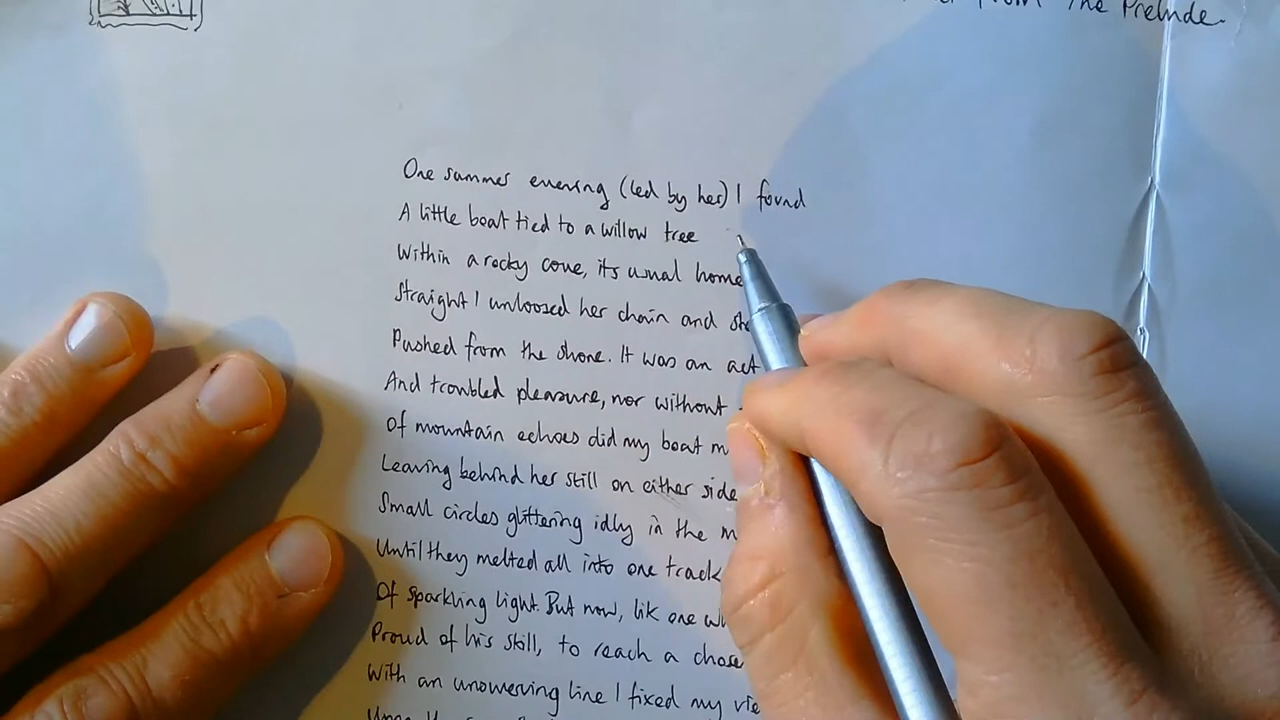 from The Prelude.
One summer evening (led by her) I found
A little boat tied to a willow tree
Within a rocky cove, its usual home
Straight I unloosed her chain and
Pushed from the shore. It was an act
And troubled pleasure, nor without
Of mountain echoes did my boat
Leaving behind her still on either side
Small circles glittering idly in the
Until they melted all into one track
Of sparkling light. But now, lik one
Proud of his skill, to reach a
With an unswerving line I fixed my